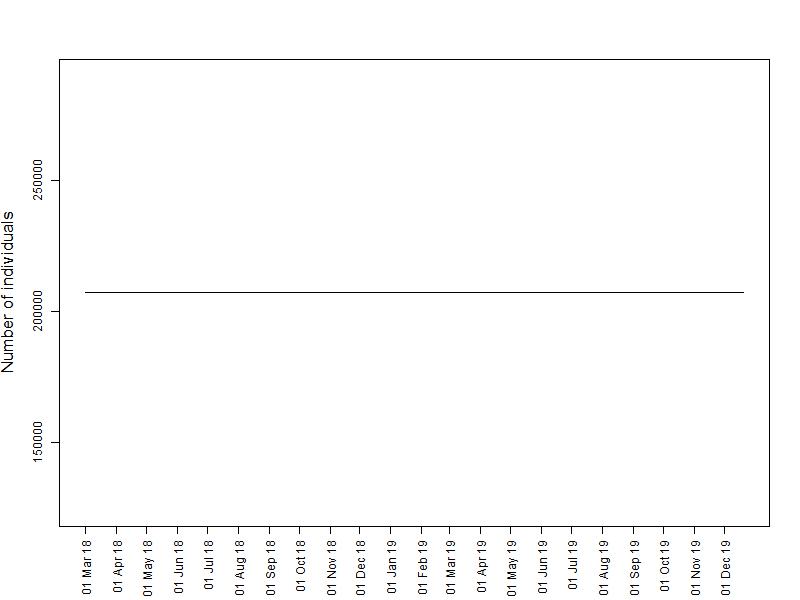 Number of individuals
250000
200000
150000
01 Mar 18
01 Apr 18
01 May 18
01 Jun 18
01 Jul 18
01 Aug 18
01 Sep 18
01 Oct 18
01 Nov 18
01 Dec 18
01 Jan 19
01 Feb 19
01 Mar 19
01 Apr 19
01 May 19
01 Jun 19
01 Jul 19
01 Aug 19
01 Sep 19
01 Oct 19
01 Nov 19
01 Dec 19